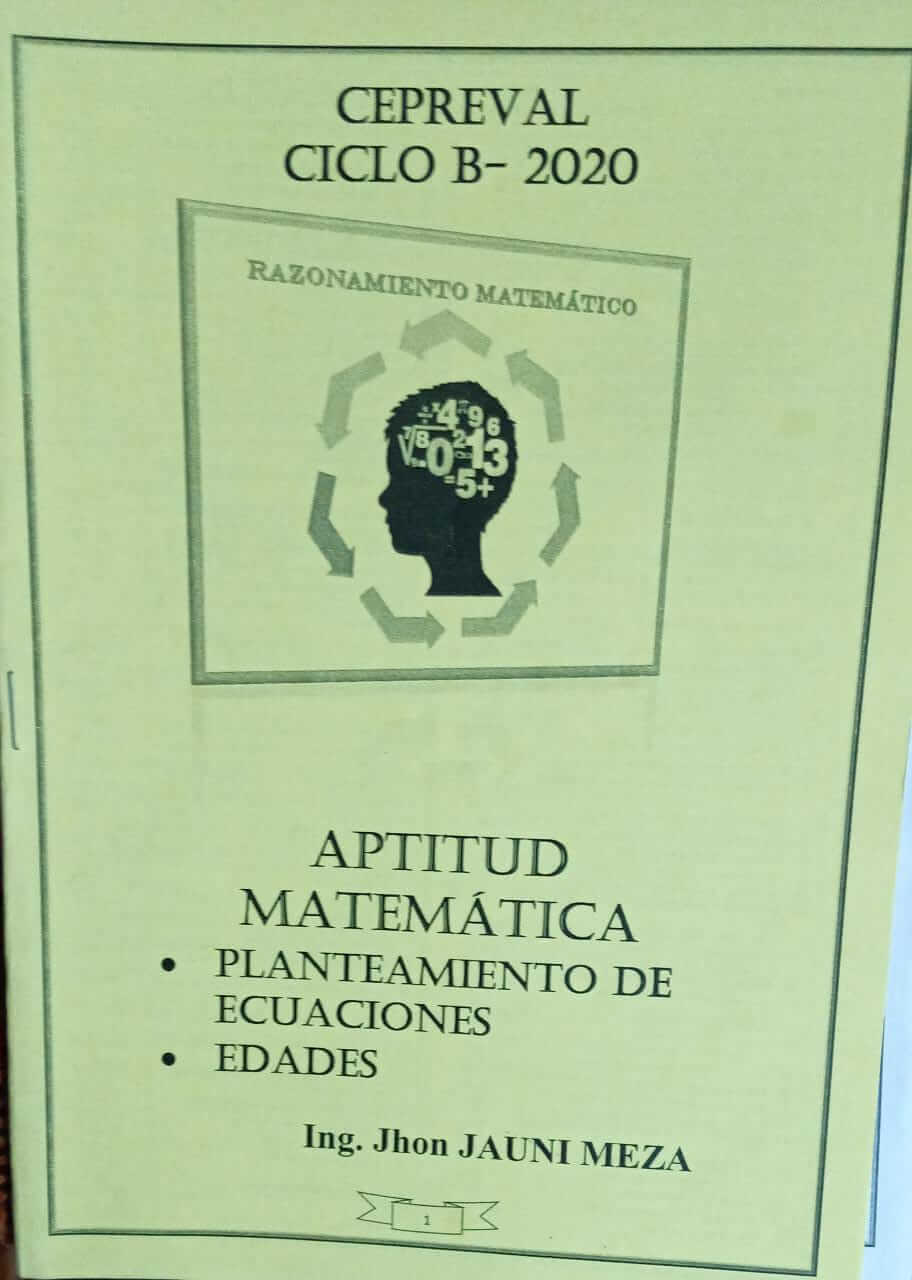 CEPREVAL
CICLO B- 2020
RAZONAMIENTO MATEMÁTICO
APTITUD
MATEMÁTICA
• PLANTEAMIENTO DE
ECUACIONES
• EDADES
Ing. Jhon JAUNI MEZA
1